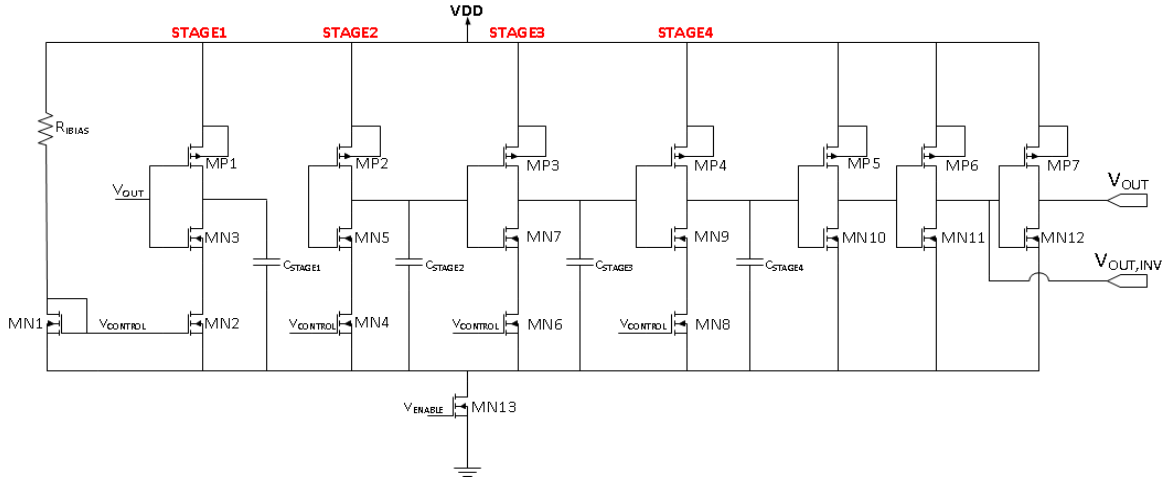 VDD
STAGE1 STAGE2 STAGE3 STAGE4
RIBIAS
MP1 MP2 MP3 MP4 MP5 MP6 MP7
VOUT VOUT
MN3 MN5 MN7 MN9 MN10 MN11 MN12
CSTAGE1 CSTAGE2 CSTAGE3 CSTAGE4 VOUT,INV
MN1 VCONTROL MN2 VCONTROL MN4 VCONTROL MN6 VCONTROL MN8
VENABLE MN13